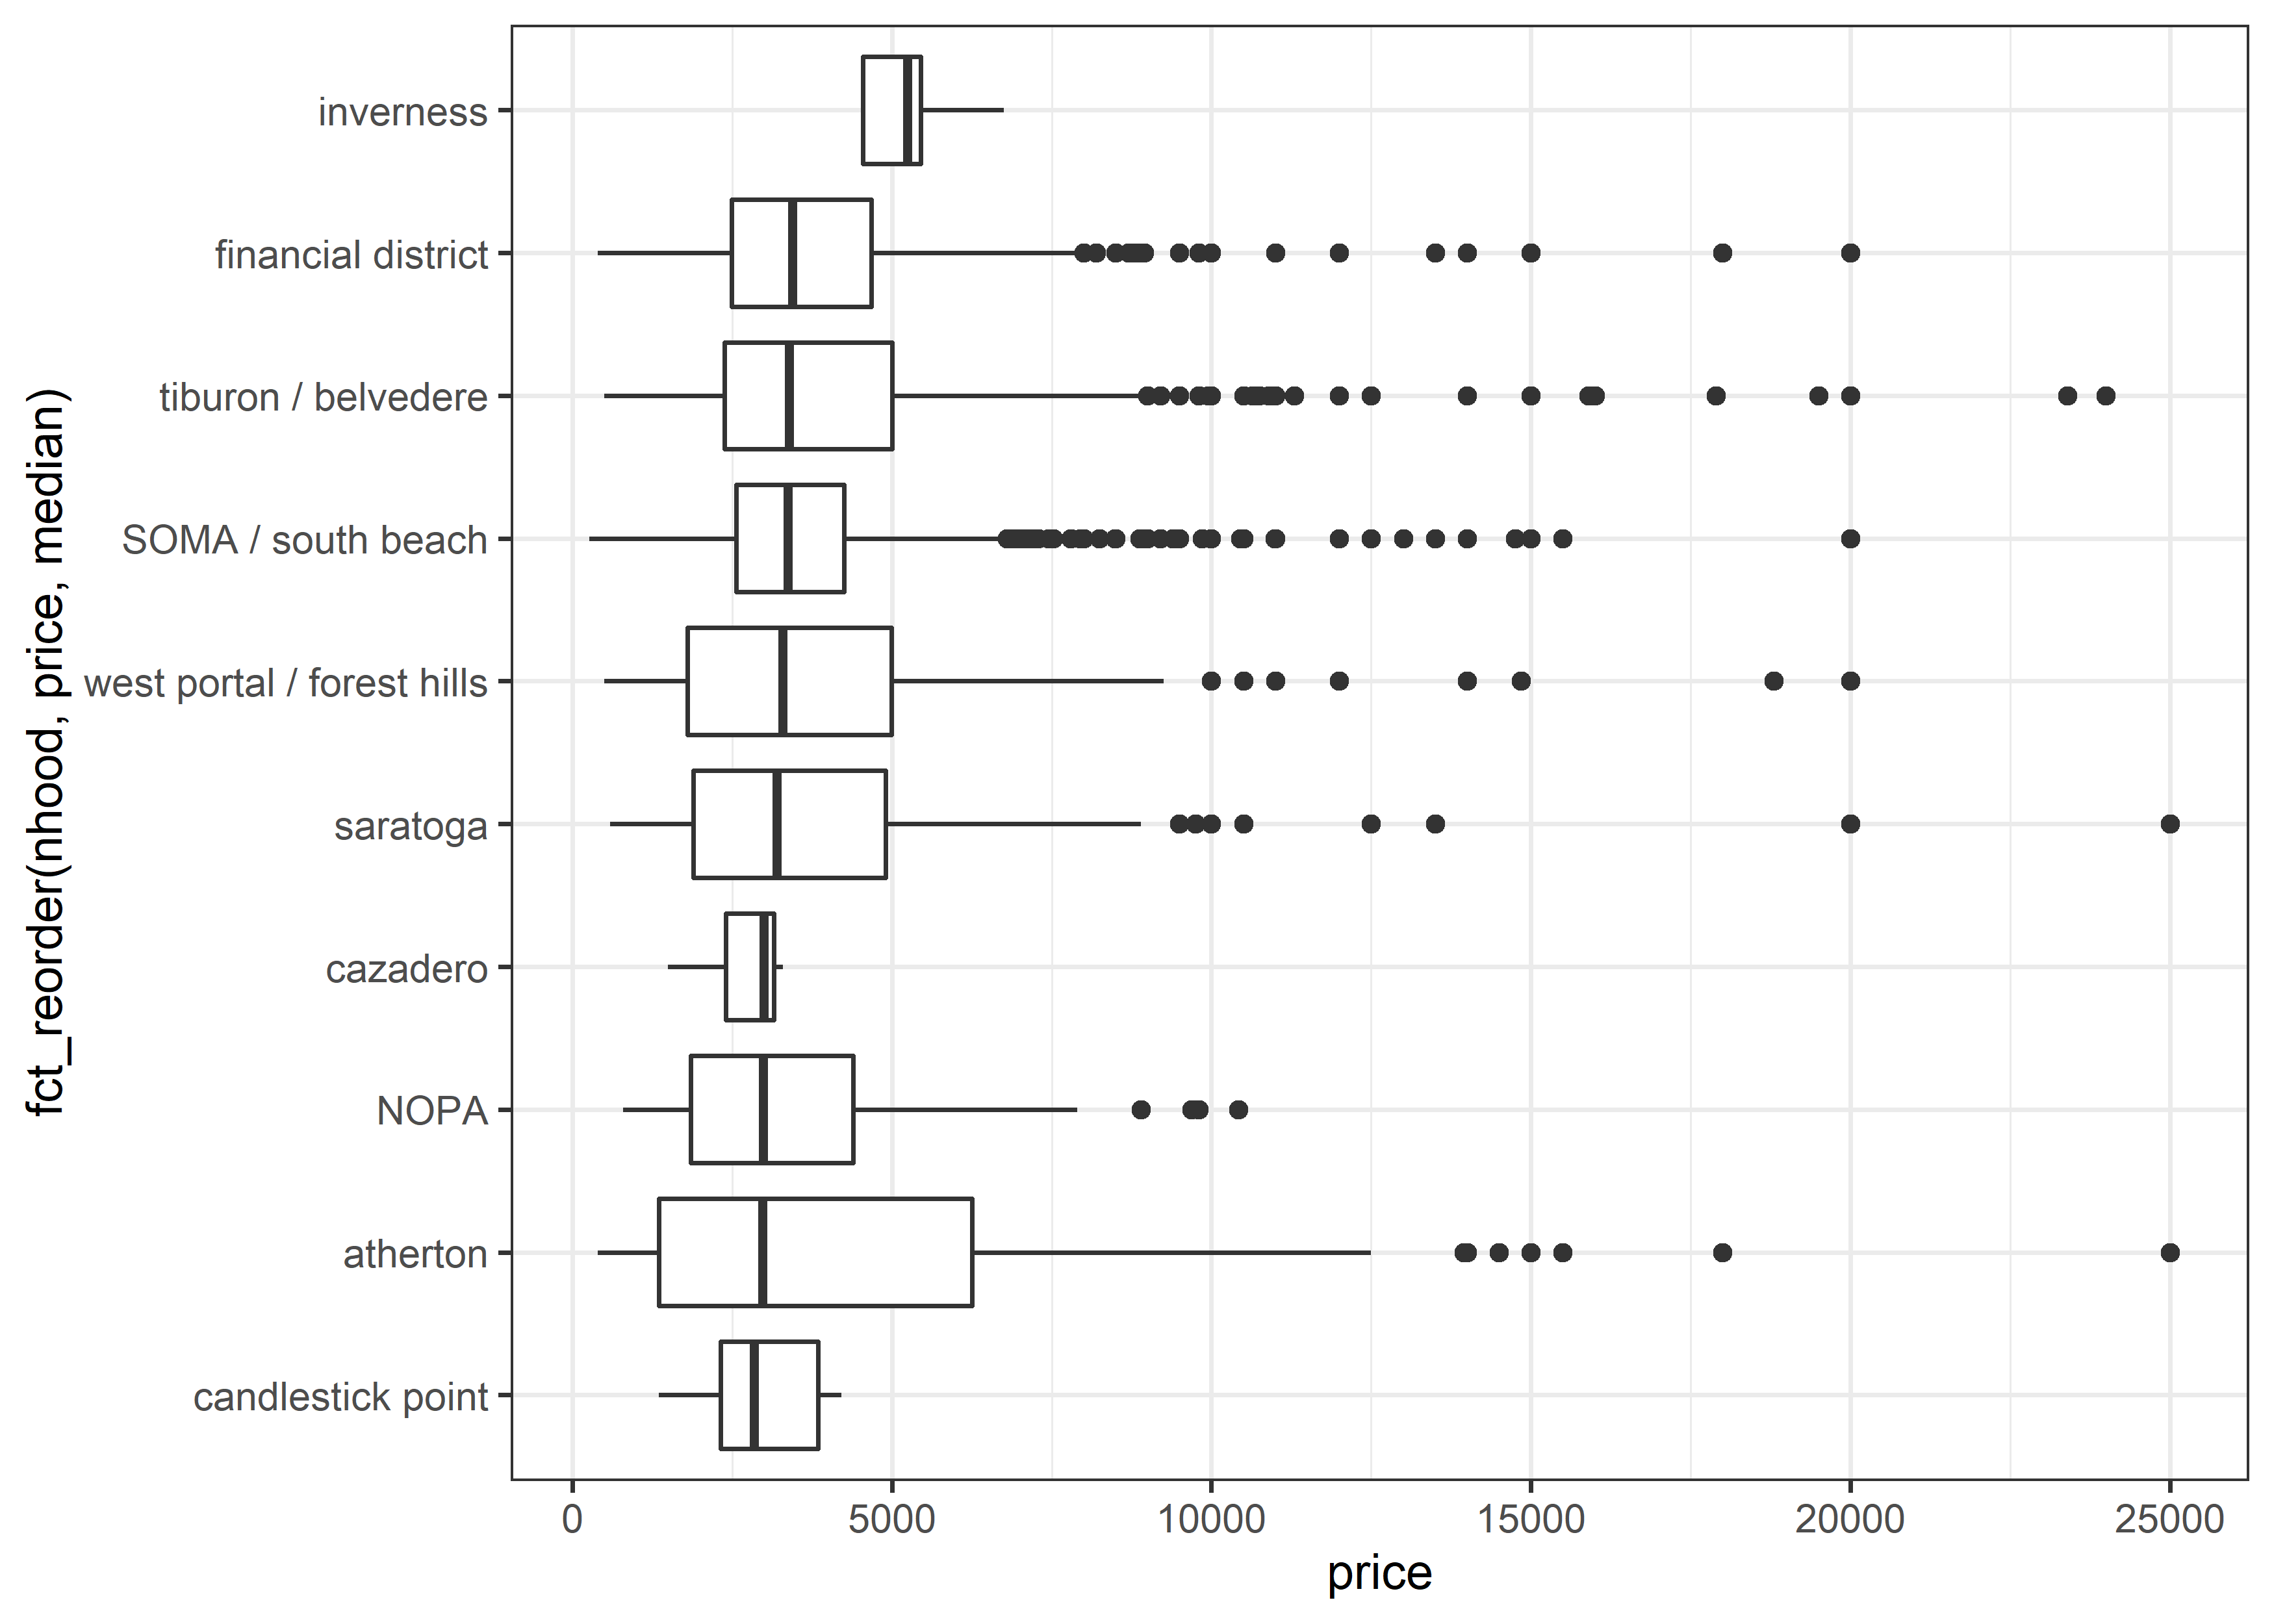 fct_reorder(nhood, price, median)
inverness
financial district
tiburon / belvedere
SOMA / south beach
west portal / forest hills
saratoga
cazadero
NOPA
atherton
candlestick point
0 5000 10000 15000 20000 25000
price